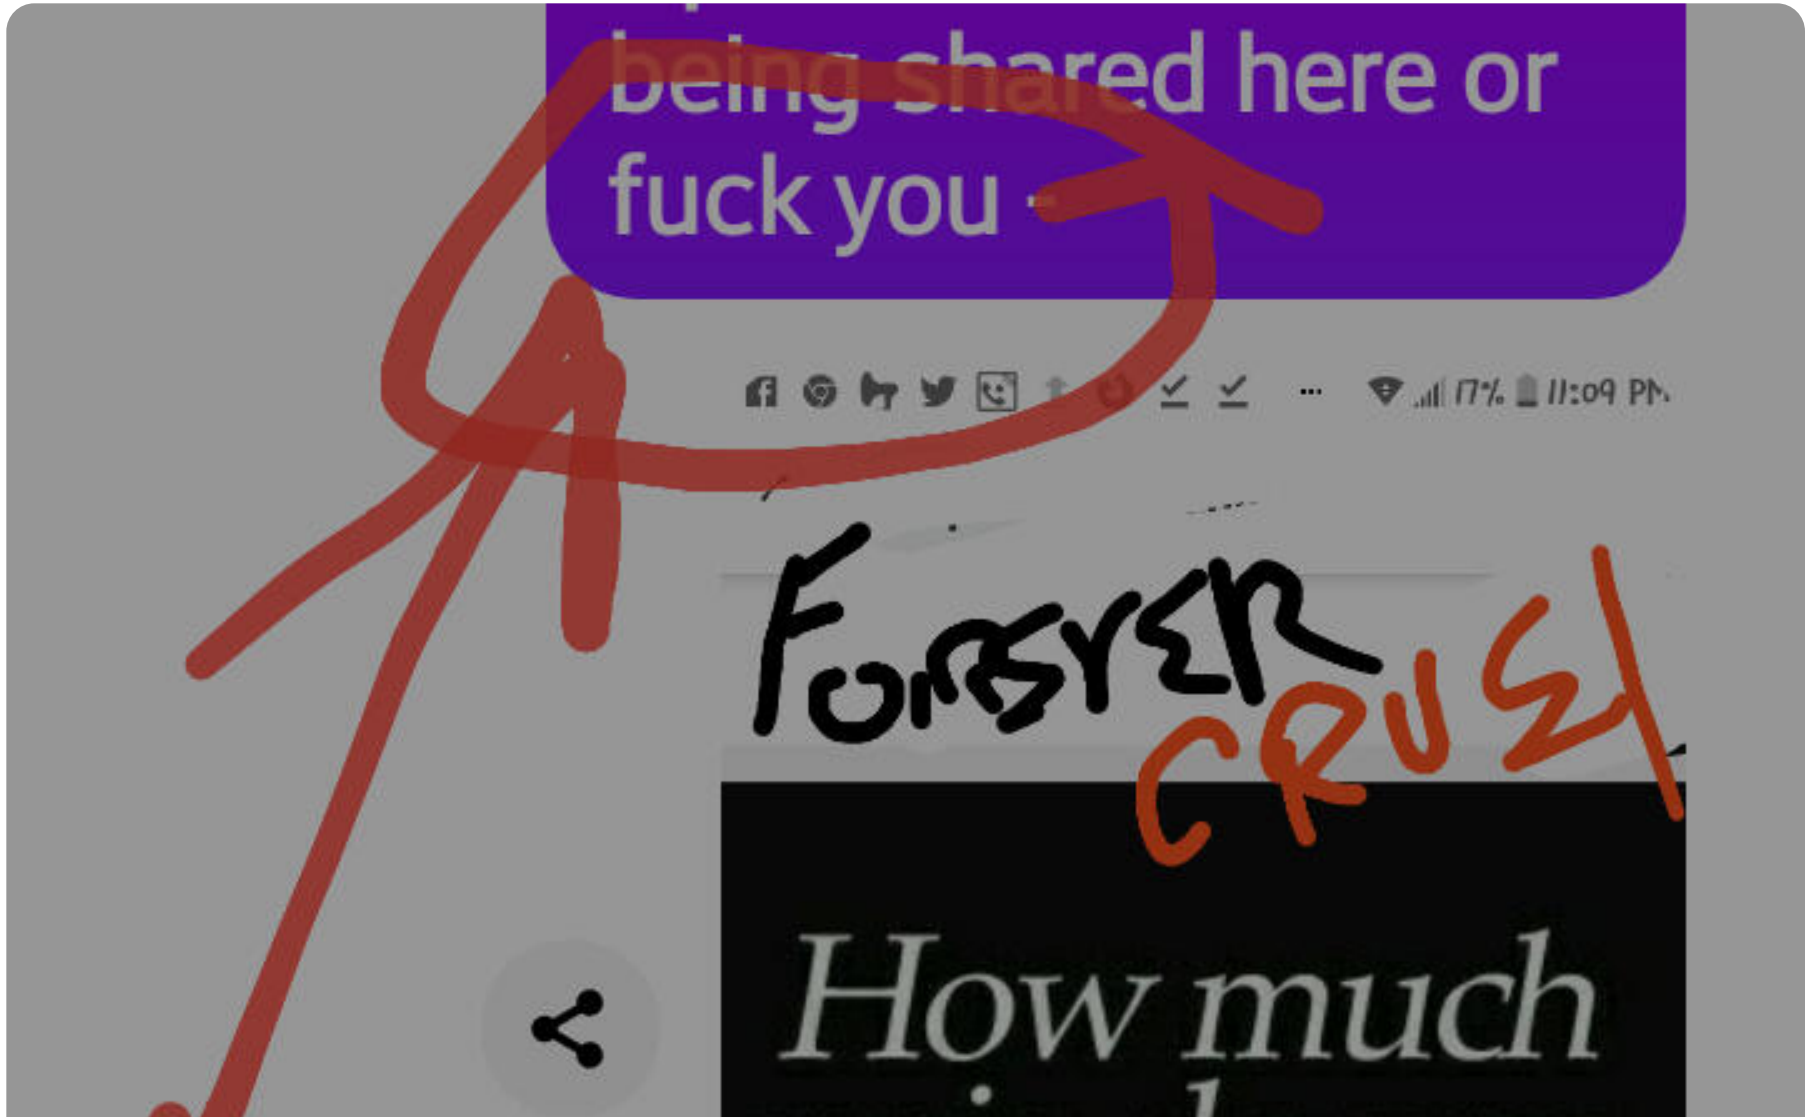 being shared here or
fuck you -
17% 11:09 PM
FOREVER
CRUEL
How much